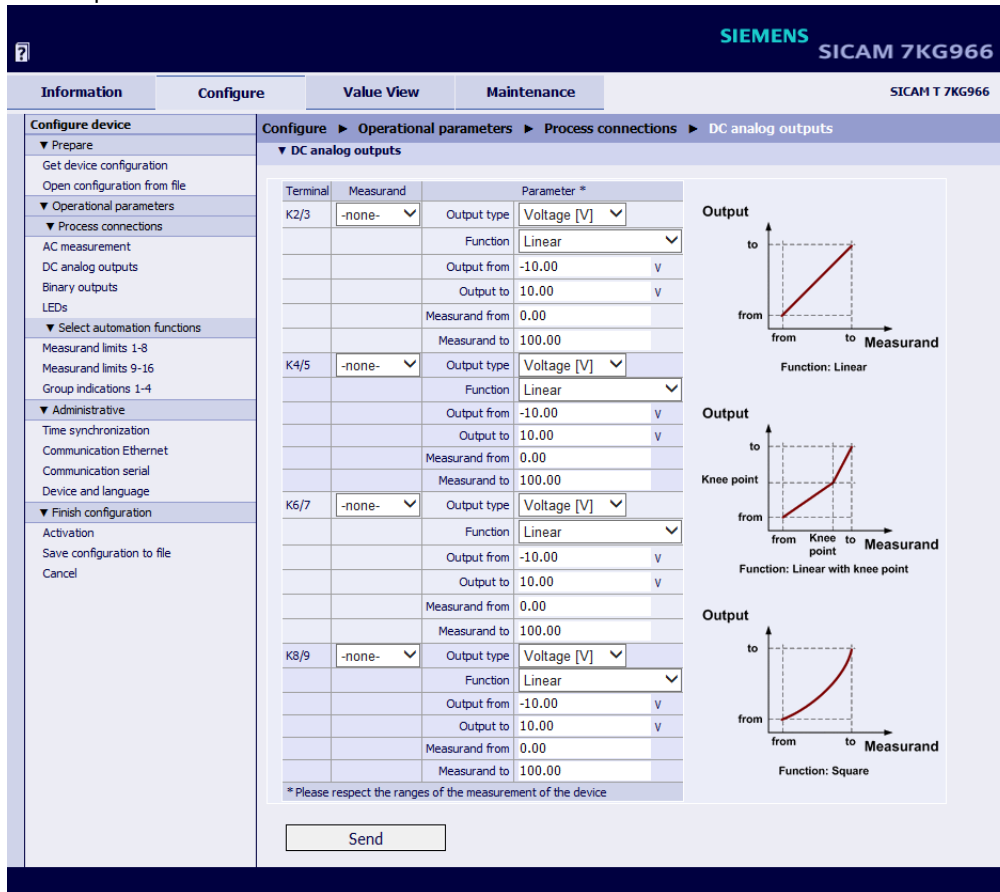 SIEMENS
SICAM 7KG966
?
Information
Configure
Value View
Maintenance
SICAM T 7KG966
Configure device
▼ Prepare
Get device configuration
Open configuration from file
▼ Operational parameters
▼ Process connections
AC measurement
DC analog outputs
Binary outputs
LEDs
▼ Select automation functions
Measurand limits 1-8
Measurand limits 9-16
Group indications 1-4
▼ Administrative
Time synchronization
Communication Ethernet
Communication serial
Device and language
▼ Finish configuration
Activation
Save configuration to file
Cancel
Configure ► Operational parameters ► Process connections ► DC analog outputs
▼ DC analog outputs
Terminal Measurand Parameter *
K2/3 -none- Output type Voltage [V]
Function Linear
Output from -10.00 V
Output to 10.00 V
Measurand from 0.00
Measurand to 100.00
K4/5 -none- Output type Voltage [V]
Function Linear
Output from -10.00 V
Output to 10.00 V
Measurand from 0.00
Measurand to 100.00
K6/7 -none- Output type Voltage [V]
Function Linear
Output from -10.00 V
Output to 10.00 V
Measurand from 0.00
Measurand to 100.00
K8/9 -none- Output type Voltage [V]
Function Linear
Output from -10.00 V
Output to 10.00 V
Measurand from 0.00
Measurand to 100.00
* Please respect the ranges of the measurement of the device
Send
Output
to
from
from to Measurand
Function: Linear
Output
to
Knee point
from
from Knee point to Measurand
Function: Linear with knee point
Output
to
from
from to Measurand
Function: Square